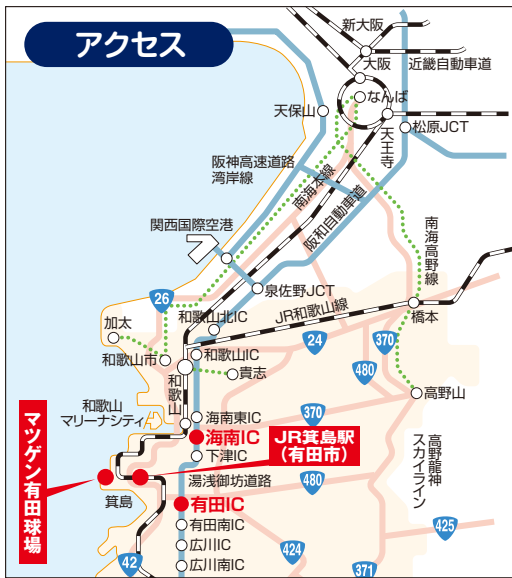 アクセス
新大阪
大阪
近畿自動車道
なんば
天保山
天王寺
松原JCT
阪神高速道路
湾岸線
南海本線
阪和自動車道
南海高野線
関西国際空港
泉佐野JCT
26
和歌山北IC
JR和歌山線
橋本
加太
和歌山市
和歌山IC
24
370
480
和歌山
貴志
高野山
和歌山
マリーナシティ
海南東IC
370
海南IC
JR箕島駅
(有田市)
下津IC
高野龍神
スカイライン
マツゲン有田球場
箕島
湯浅御坊道路
480
有田IC
有田南IC
425
広川IC
424
42
広川南IC
371